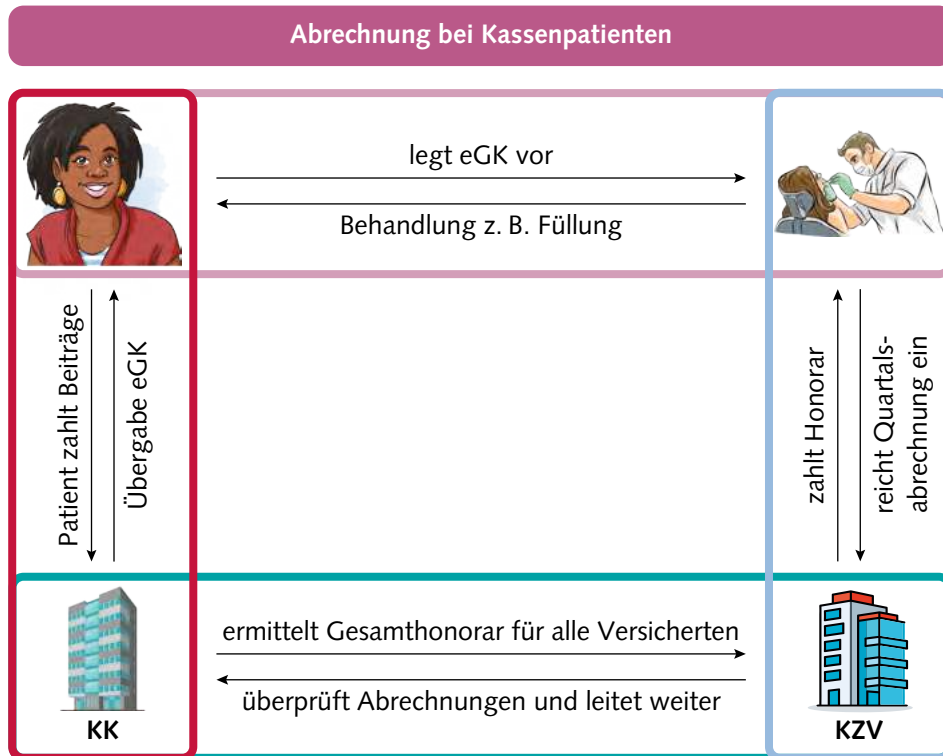 Abrechnung bei Kassenpatienten
legt eGK vor
Behandlung z. B. Füllung
Patient zahlt Beiträge
Übergabe eGK
zahlt Honorar
reicht Quartals-
abrechnung ein
ermittelt Gesamthonorar für alle Versicherten
überprüft Abrechnungen und leitet weiter
KK
KZV